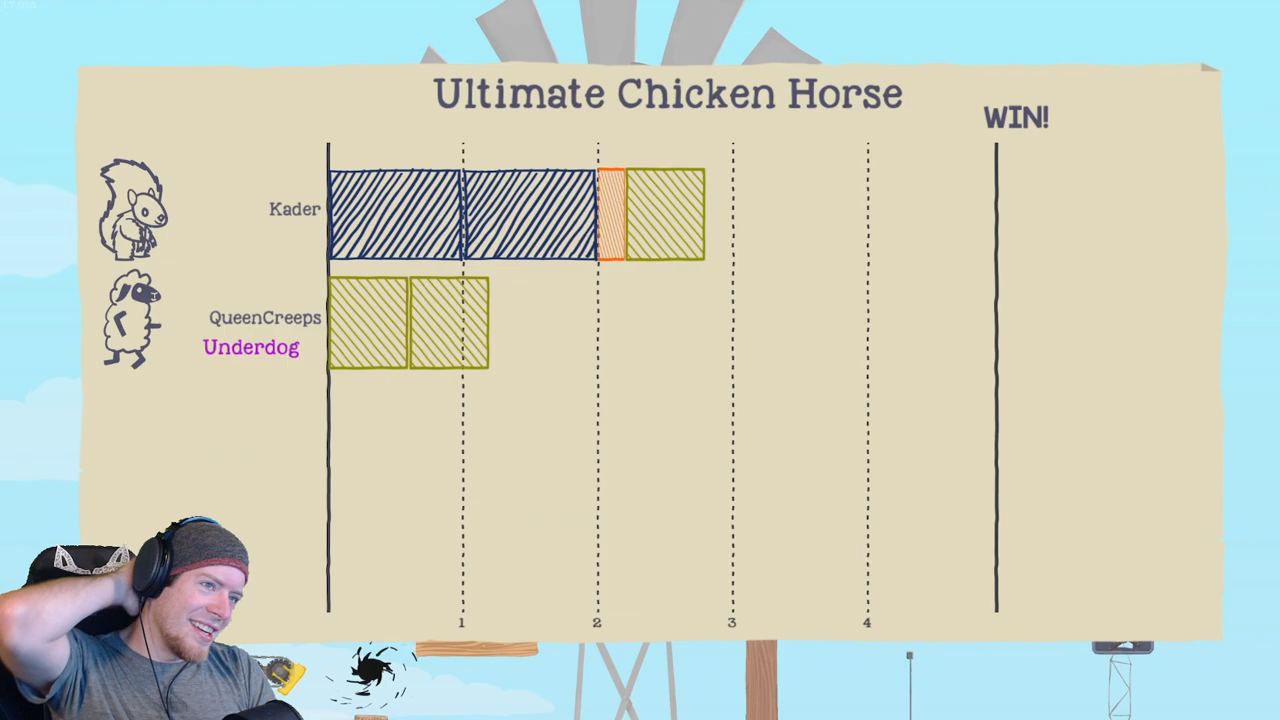 Ultimate Chicken Horse
WIN!
Kader
QueenCreeps
Underdog
1 2 3 4